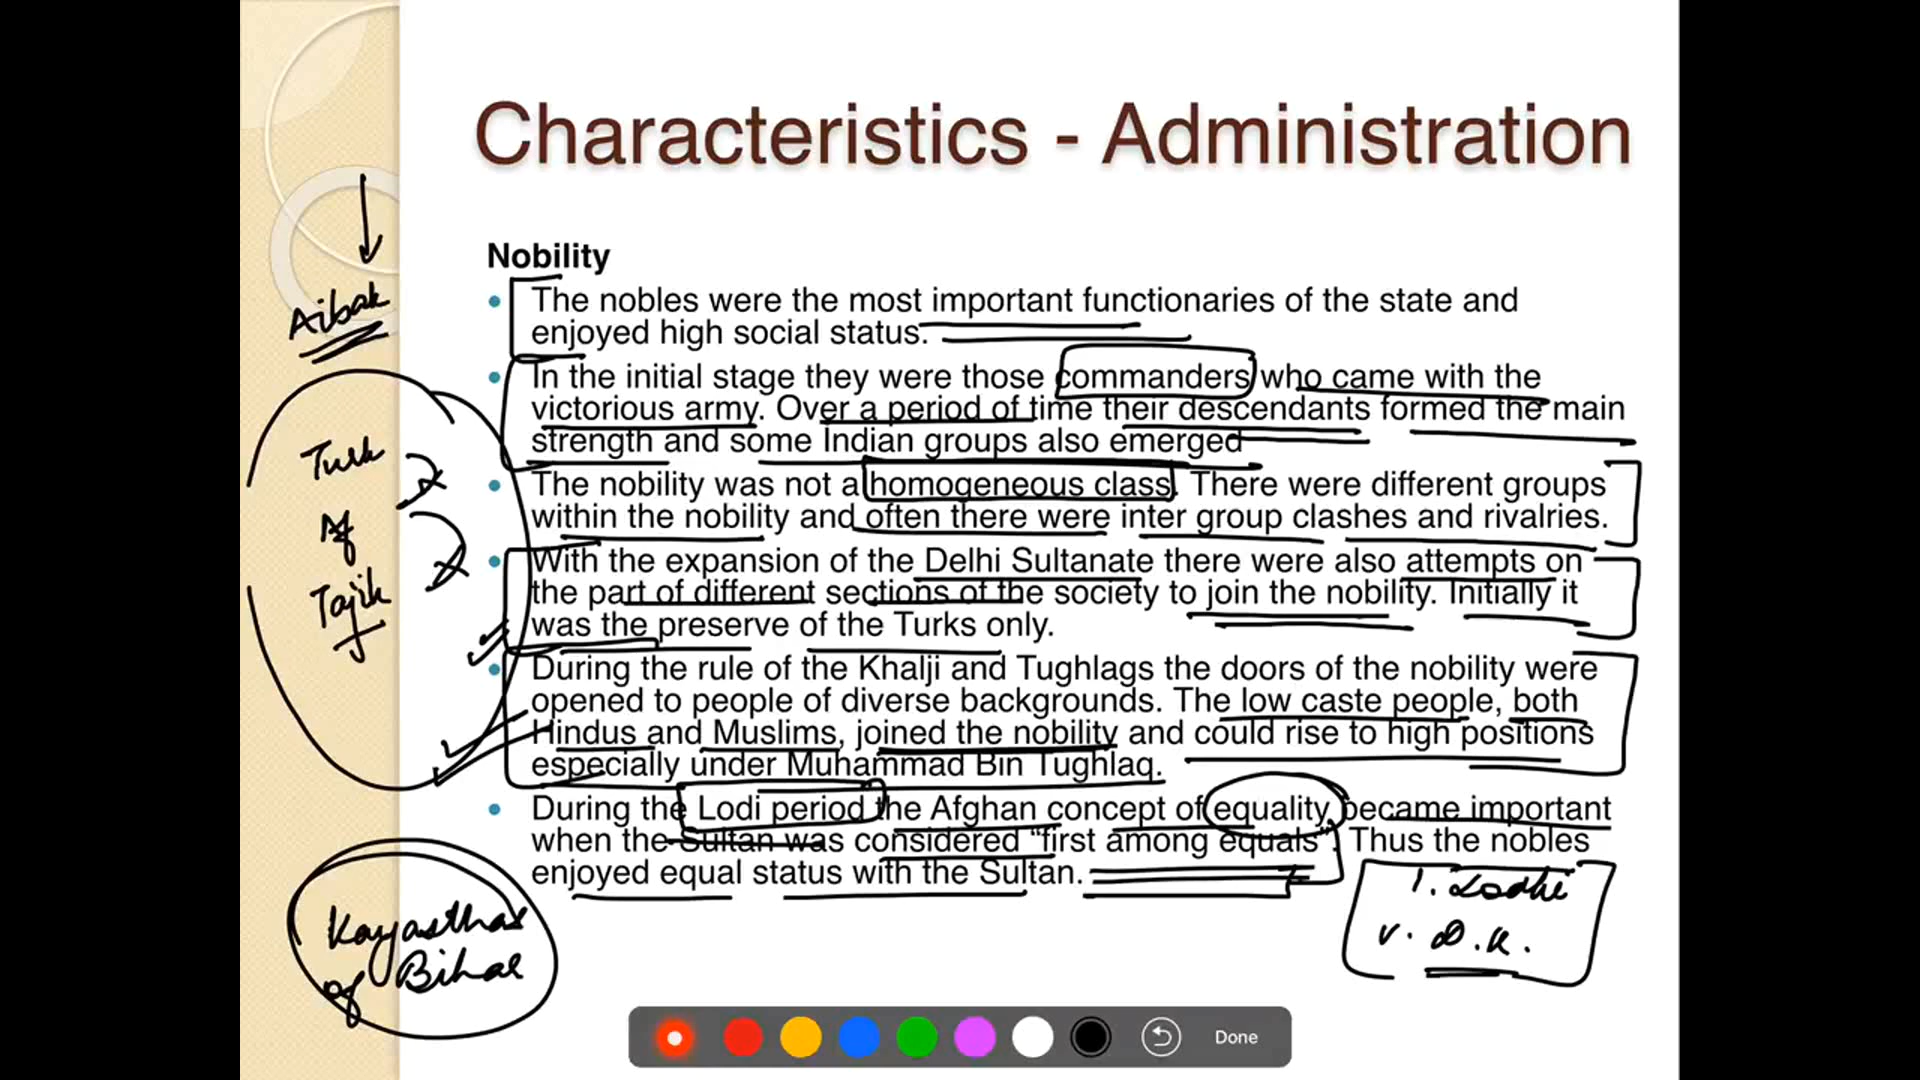 Characteristics - Administration
Nobility
The nobles were the most important functionaries of the state and
enjoyed high social status.
In the initial stage they were those commanders who came with the
victorious army. Over a period of time their descendants formed the main
strength and some Indian groups also emerged
The nobility was not a homogeneous class. There were different groups
within the nobility and often there were inter group clashes and rivalries.
With the expansion of the Delhi Sultanate there were also attempts on
the part of different sections of the society to join the nobility. Initially it
was the preserve of the Turks only.
During the rule of the Khalji and Tughlags the doors of the nobility were
opened to people of diverse backgrounds. The low caste people, both
Hindus and Muslims, joined the nobility and could rise to high positions
especially under Muhammad Bin Tughlaq.
During the Lodi period the Afghan concept of equality became important
when the Sultan was considered “first among equals”. Thus the nobles
enjoyed equal status with the Sultan.
Aibak
Turk
Af
Tajik
Kayasthas
of Bihar
I. Lodhi
v. D.K.
Done